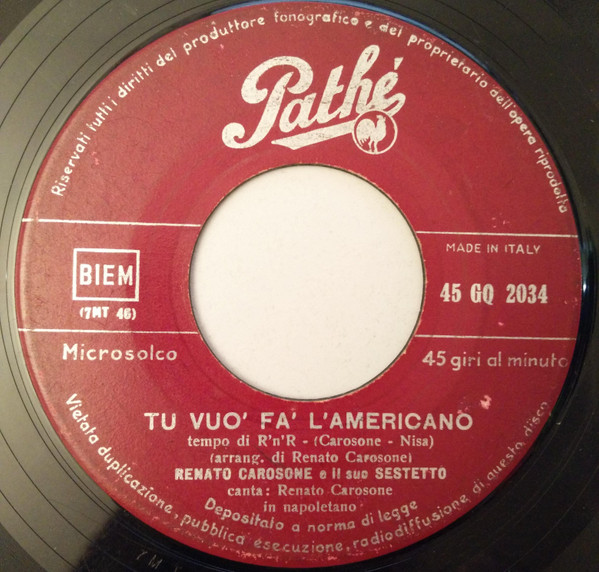 Riservati tutti i diritti del produttore fonografico e del proprietario dell'opera riprodotta
Pathé
MADE IN ITALY
BIEM
(7MT 46)
45 GQ 2034
Microsolco
45 giri al minuto
TU VUO' FA' L'AMERICANO
tempo di R'n'R - (Carosone - Nisa)
(arrang. di Renato Carosone)
RENATO CAROSONE e il suo SESTETTO
canta: Renato Carosone
in napoletano
Depositato a norma di legge
Vietata duplicazione, pubblica esecuzione, radiodiffusione, di questo disco
7 M